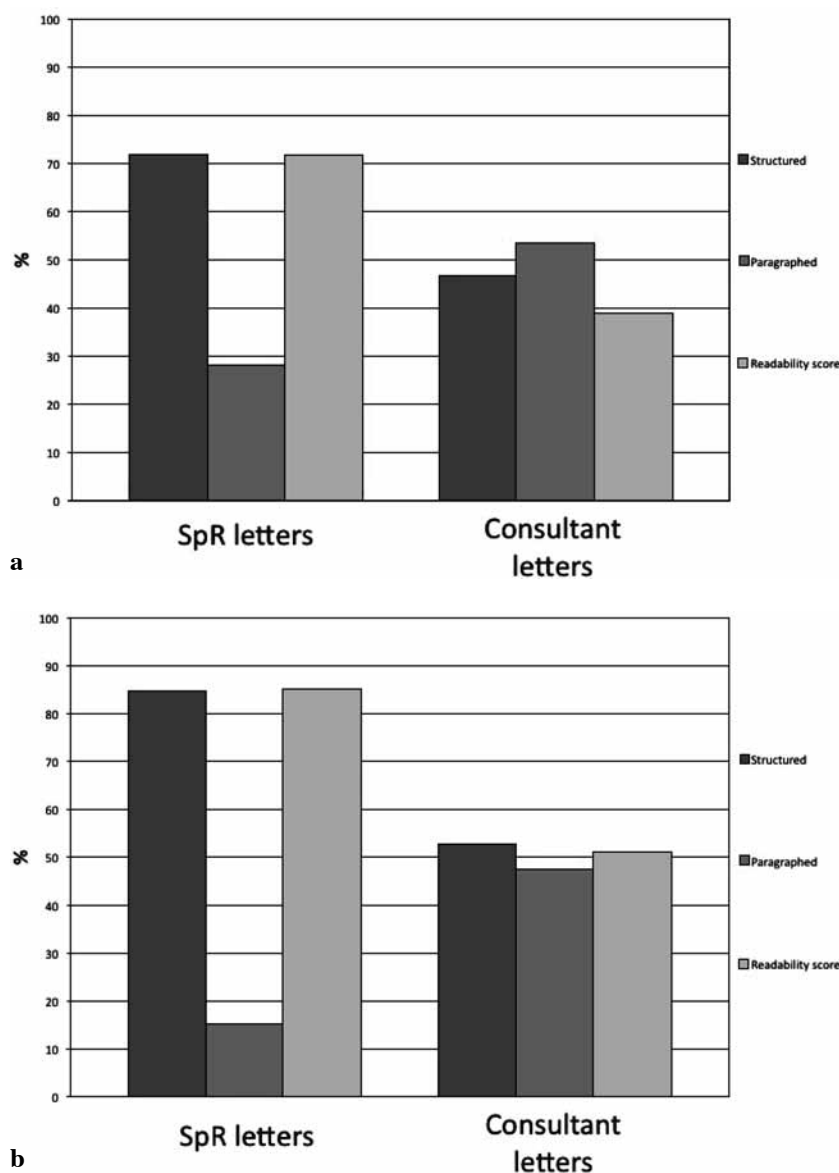 100
90
80
70
60
50
40
30
20
10
0
%
Structured
Paragraphed
Readability score
SpR letters
Consultant
letters
a
100
90
80
70
60
50
40
30
20
10
0
%
Structured
Paragraphed
Readability score
SpR letters
Consultant
letters
b